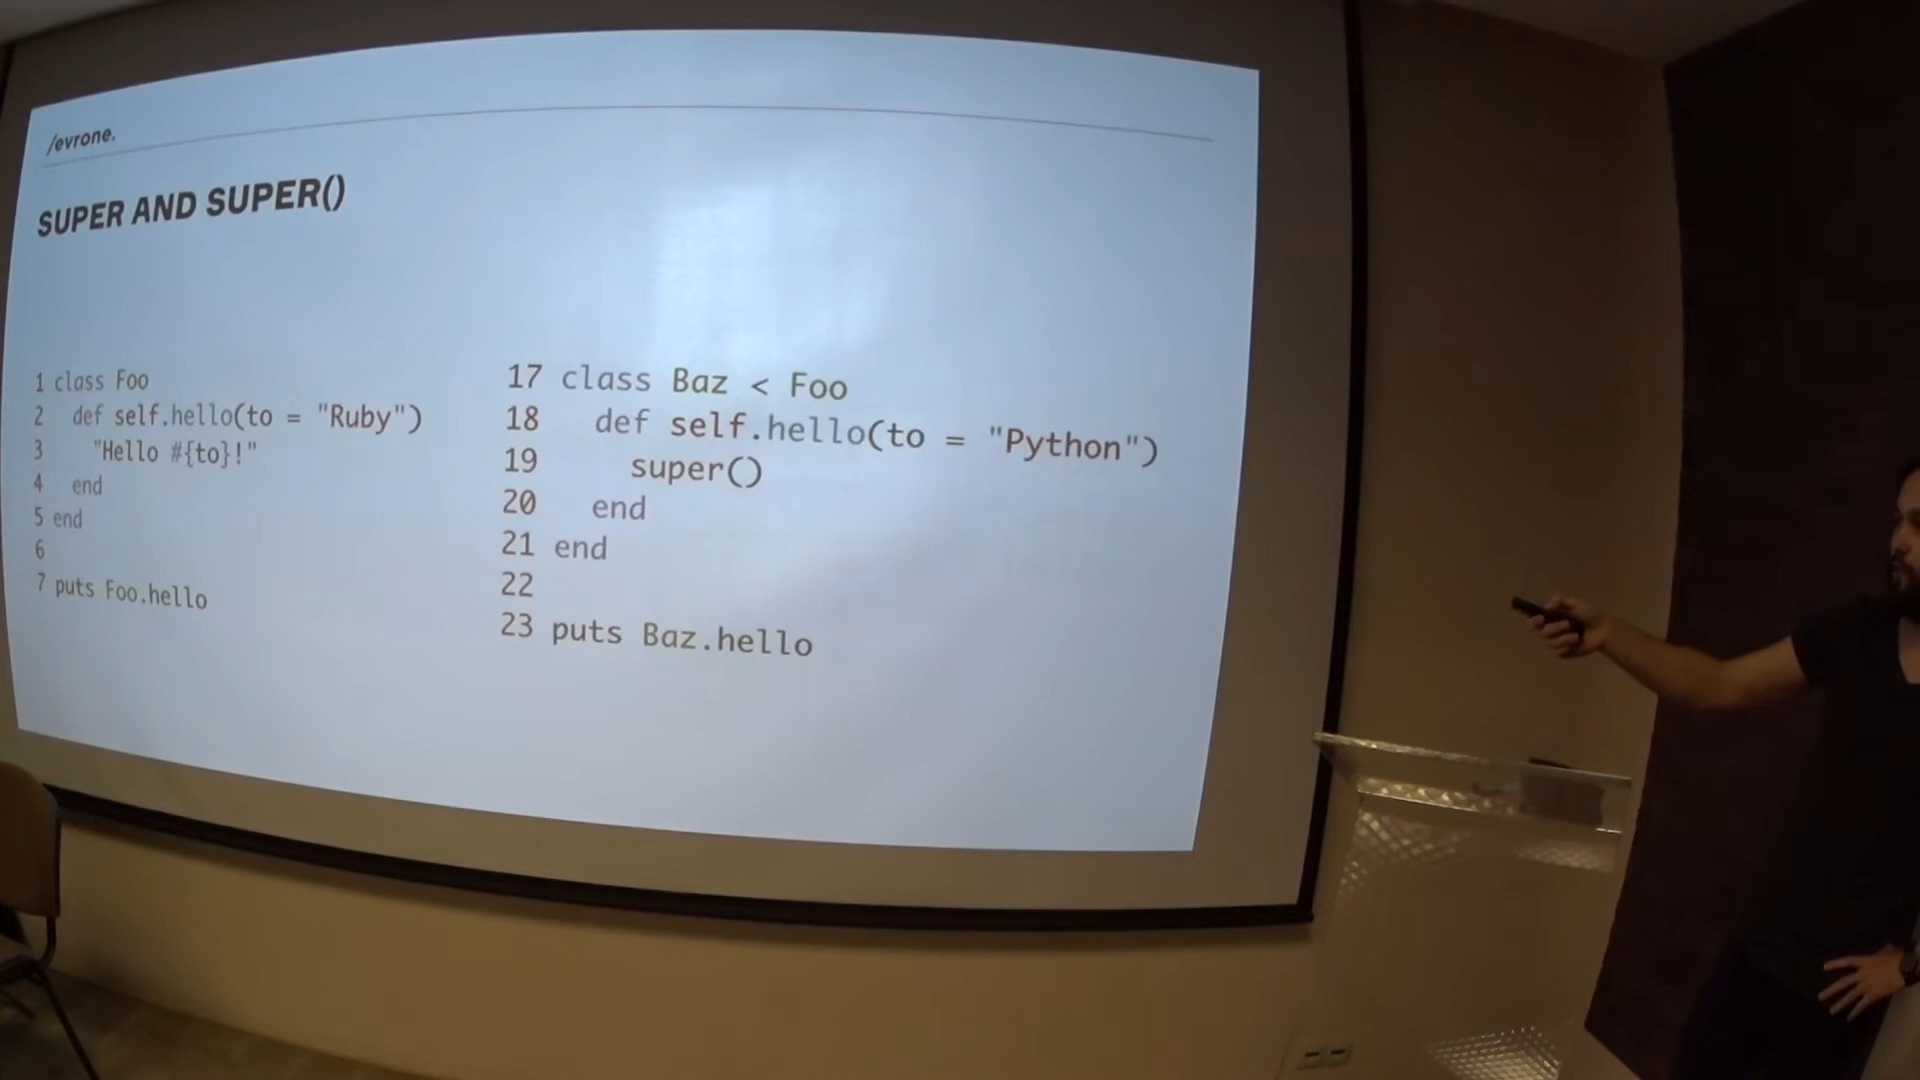 /evrone.
SUPER AND SUPER()
1 class Foo
2   def self.hello(to = "Ruby")
3     "Hello #{to}!"
4   end
5 end
6
7 puts Foo.hello
17 class Baz < Foo
18   def self.hello(to = "Python")
19     super()
20   end
21 end
22
23 puts Baz.hello